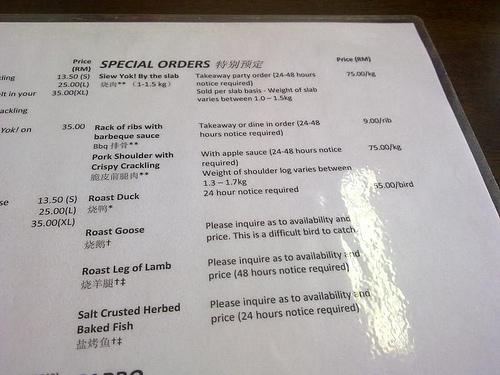 Price
(RM)
SPECIAL ORDERS 特别预定
Price (RM)
13.50 (S)
25.00(L)
35.00(XL)
lt in your
ackling
Yok! on
35.00
Siew Yok! By the slab
烧肉** (1-1.5 kg)
Takeaway party order (24-48 hours
notice required)
Sold per slab basis - Weight of slab
varies between 1.0 – 1.5kg
75.00/kg
Rack of ribs with
barbeque sauce
Bbq 排骨**
Takeaway or dine in order (24-48
hours notice required)
9.00/rib
Pork Shoulder with
Crispy Crackling
脆皮前腿肉**
With apple sauce (24-48 hours notice
required)
Weight of shoulder log varies between
1.3 – 1.7kg
75.00/kg
13.50 (S)
25.00(L)
35.00(XL)
Roast Duck
烧鸭*
24 hour notice required
55.00/bird
Roast Goose
烧鹅†
Please inquire as to availability and
price. This is a difficult bird to catch.
Roast Leg of Lamb
烧羊腿†‡
Please inquire as to availability and
price (48 hours notice required)
Salt Crusted Herbed
Baked Fish
盐烤鱼†‡
Please inquire as to availability and
price (24 hours notice required)